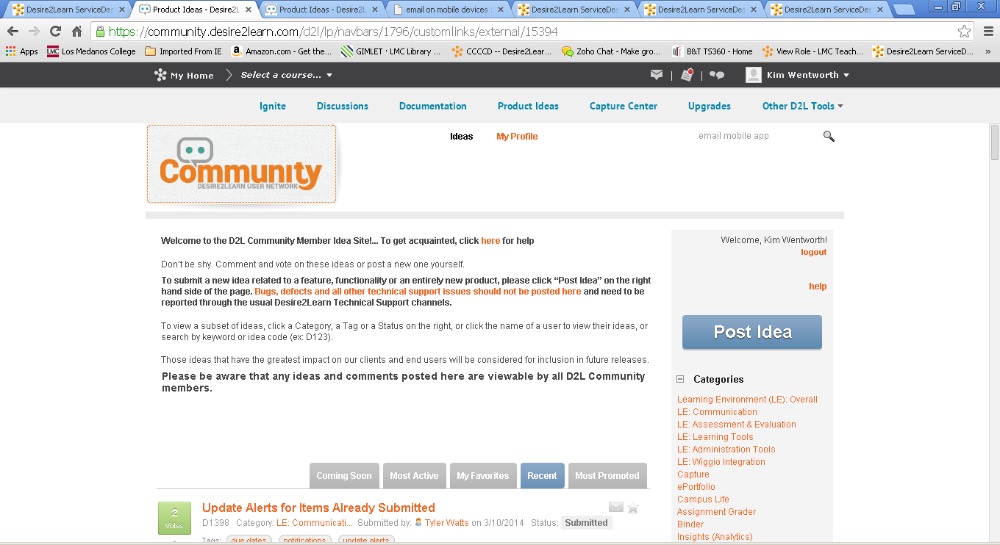 Desire2Learn ServiceDes
Product Ideas - Desire2L
Product Ideas - Desire2L
email on mobile devices :
Desire2Learn ServiceDes
Desire2Learn ServiceDes
Desire2Learn ServiceDes
https://community.desire2learn.com/d2l/lp/navbars/1796/customlinks/external/15394
Apps
LMC Los Medanos College
Imported From IE
Amazon.com - Get the...
GIMLET · LMC Library ...
CCCCD -- Desire2Lear...
Zoho Chat - Make gro...
B&T TS360 - Home
View Role - LMC Teach...
Desire2Learn ServiceD...
»
My Home
Select a course...
Kim Wentworth
Ignite
Discussions
Documentation
Product Ideas
Capture Center
Upgrades
Other D2L Tools
Community
DESIRE2LEARN USER NETWORK
Ideas
My Profile
email mobile app
Welcome to the D2L Community Member Idea Site!... To get acquainted, click here for help
Don't be shy. Comment and vote on these ideas or post a new one yourself.
To submit a new idea related to a feature, functionality or an entirely new product, please click “Post Idea” on the right
hand side of the page. Bugs, defects and all other technical support issues should not be posted here and need to be
reported through the usual Desire2Learn Technical Support channels.
To view a subset of ideas, click a Category, a Tag or a Status on the right, or click the name of a user to view their ideas, or
search by keyword or idea code (ex: D123).
Those ideas that have the greatest impact on our clients and end users will be considered for inclusion in future releases.
Please be aware that any ideas and comments posted here are viewable by all D2L Community
members.
Coming Soon
Most Active
My Favorites
Recent
Most Promoted
2
Votes
Update Alerts for Items Already Submitted
D1398 Category: LE: Communicati... Submitted by: Tyler Watts on 3/10/2014 Status: Submitted
Tags: due dates notifications update alerts
Welcome, Kim Wentworth!
logout
help
Post Idea
Categories
Learning Environment (LE): Overall
LE: Communication
LE: Assessment & Evaluation
LE: Learning Tools
LE: Administration Tools
LE: Wiggio Integration
Capture
ePortfolio
Campus Life
Assignment Grader
Binder
Insights (Analytics)